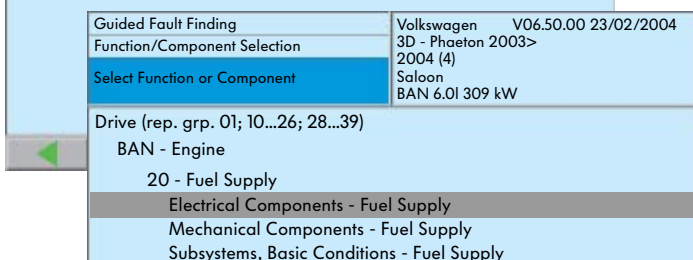 Guided Fault Finding
Function/Component Selection
Select Function or Component
Volkswagen V06.50.00 23/02/2004
3D - Phaeton 2003>
2004 (4)
Saloon
BAN 6.0l 309 kW
Drive (rep. grp. 01; 10...26; 28...39)
BAN - Engine
20 - Fuel Supply
Electrical Components - Fuel Supply
Mechanical Components - Fuel Supply
Subsystems, Basic Conditions - Fuel Supply